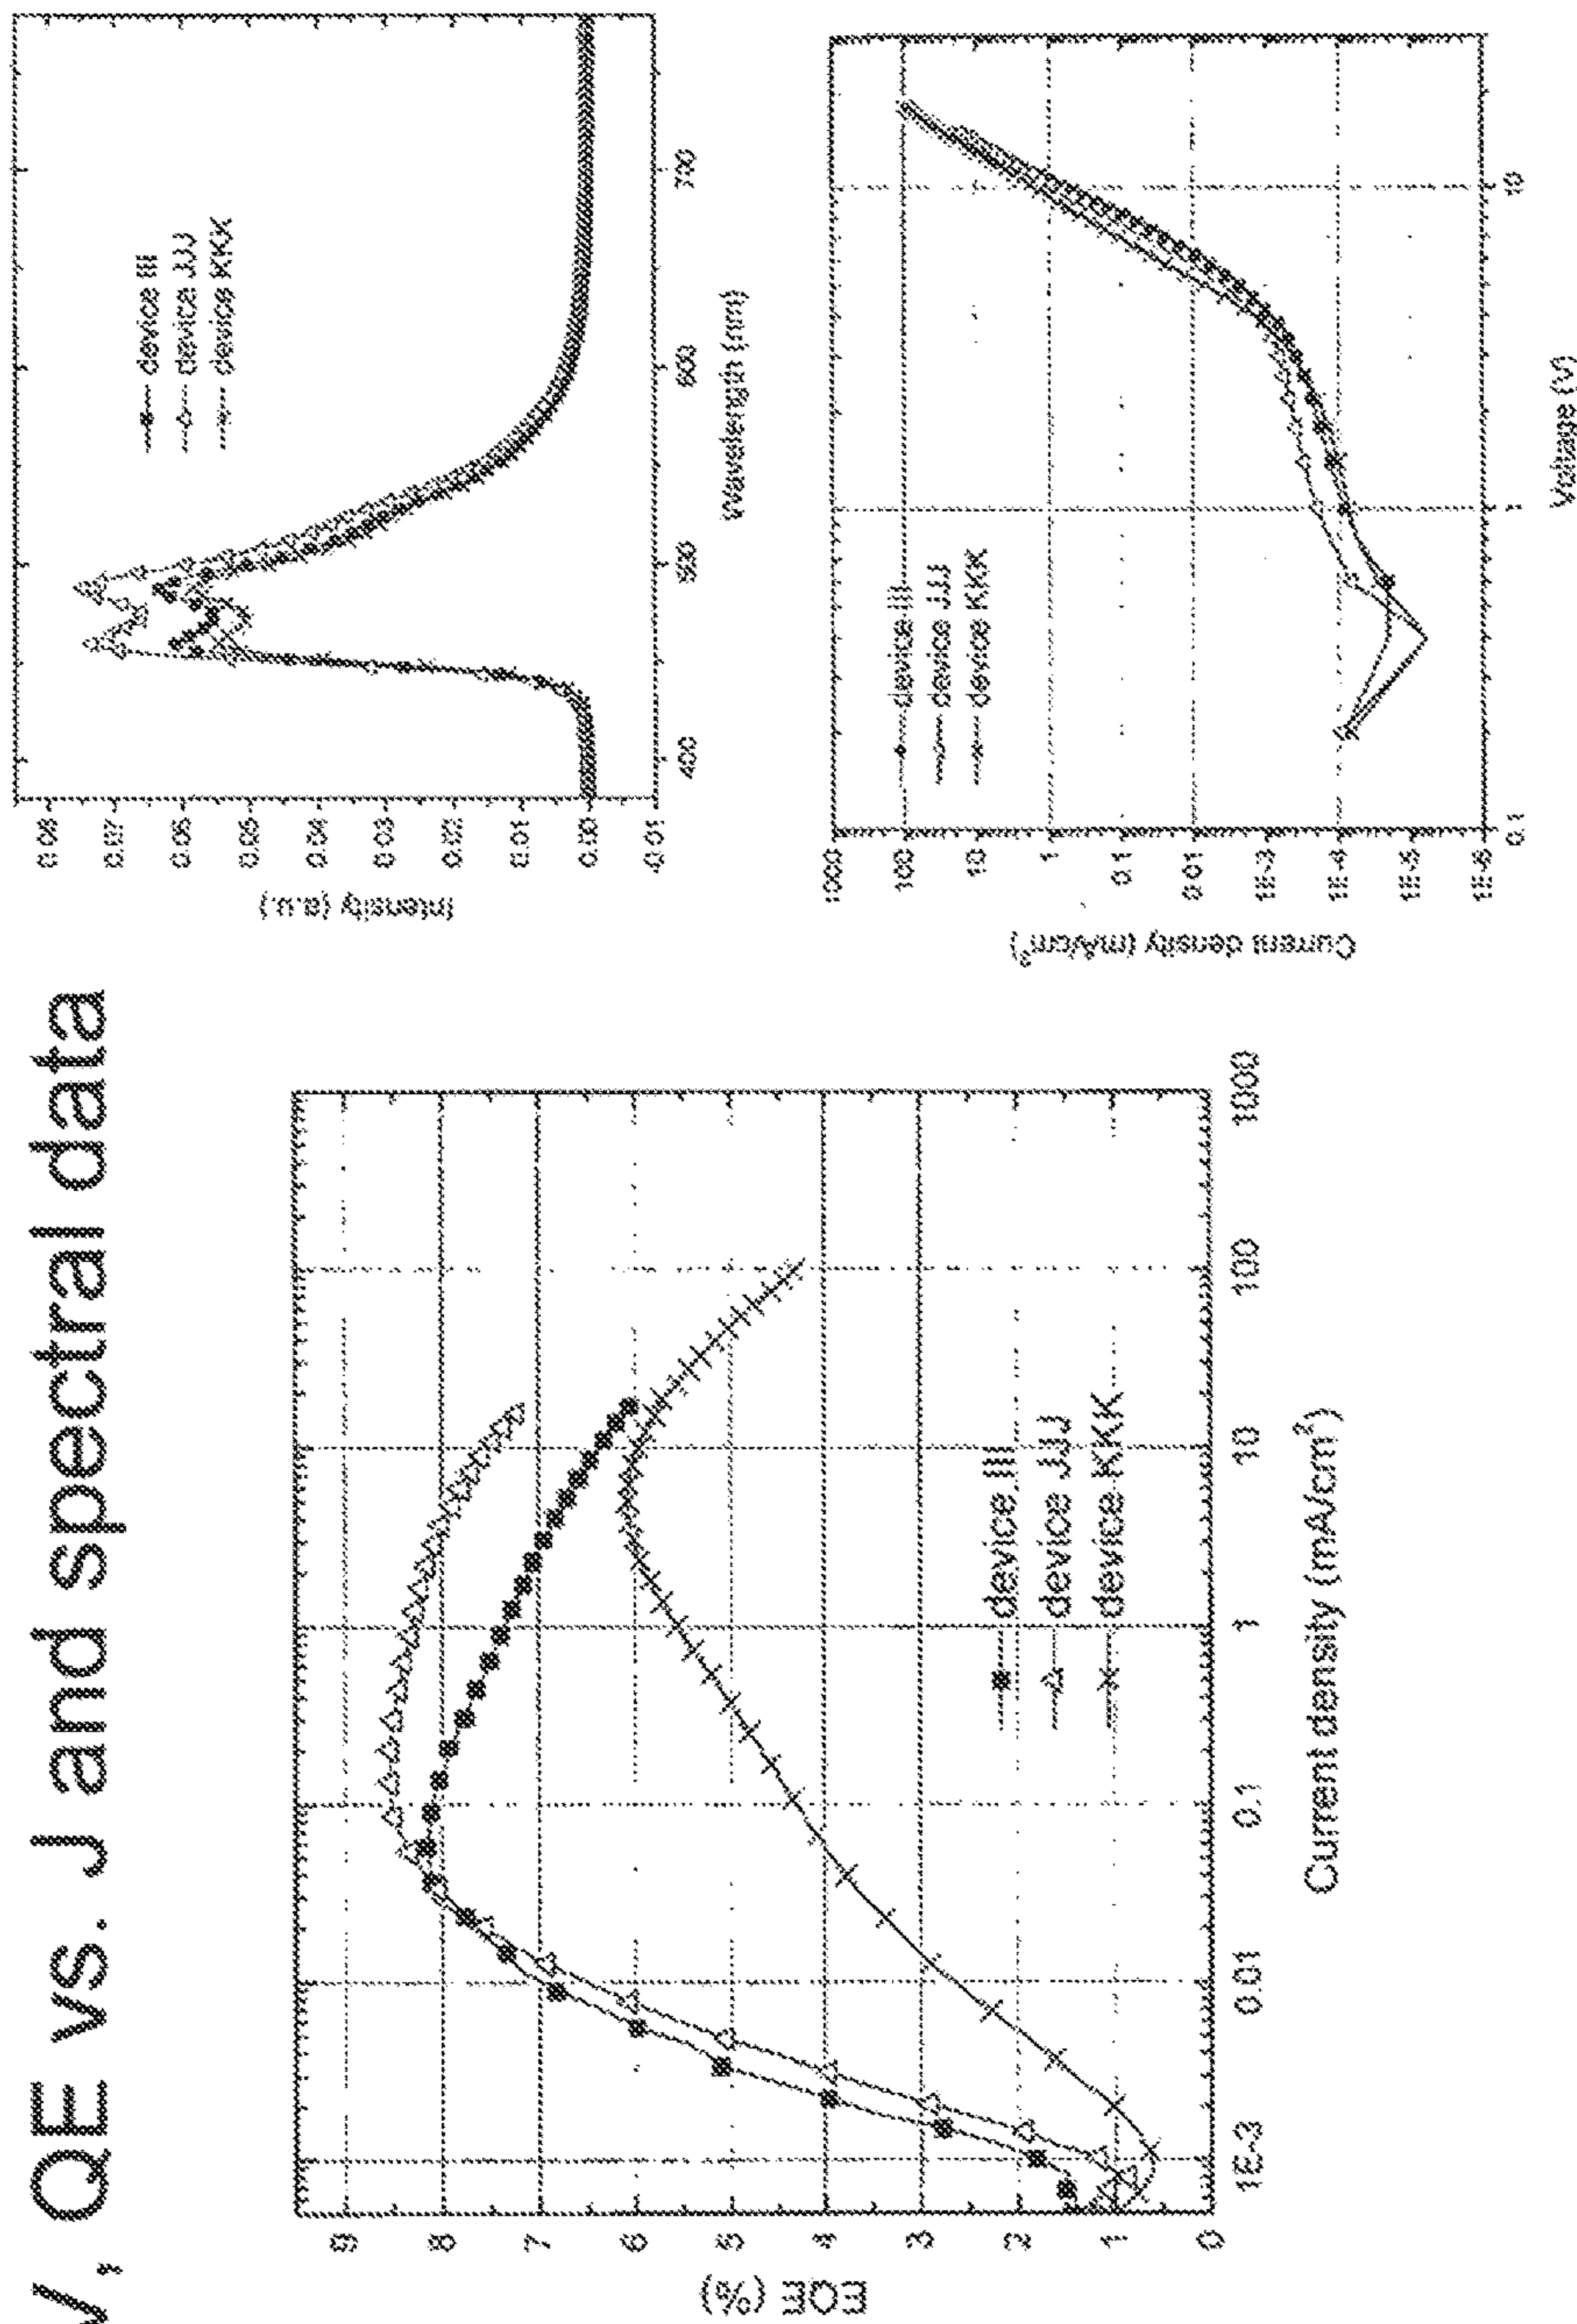 V, QE vs. J and spectral data
EQE (%)
9
8
7
6
5
4
3
2
1
0
1E-3
0.01
0.1
1
10
100
1000
Current density (mA/cm²)
device III
device JJJ
device KKK
Intensity (a.u.)
0.08
0.07
0.06
0.05
0.04
0.03
0.02
0.01
0.00
-0.01
400
500
600
700
Wavelength (nm)
device III
device JJJ
device KKK
Current density (mA/cm²)
1000
100
10
1
0.1
0.01
1E-3
1E-4
1E-5
1E-6
0.1
1
10
Voltage (V)
device III
device JJJ
device KKK